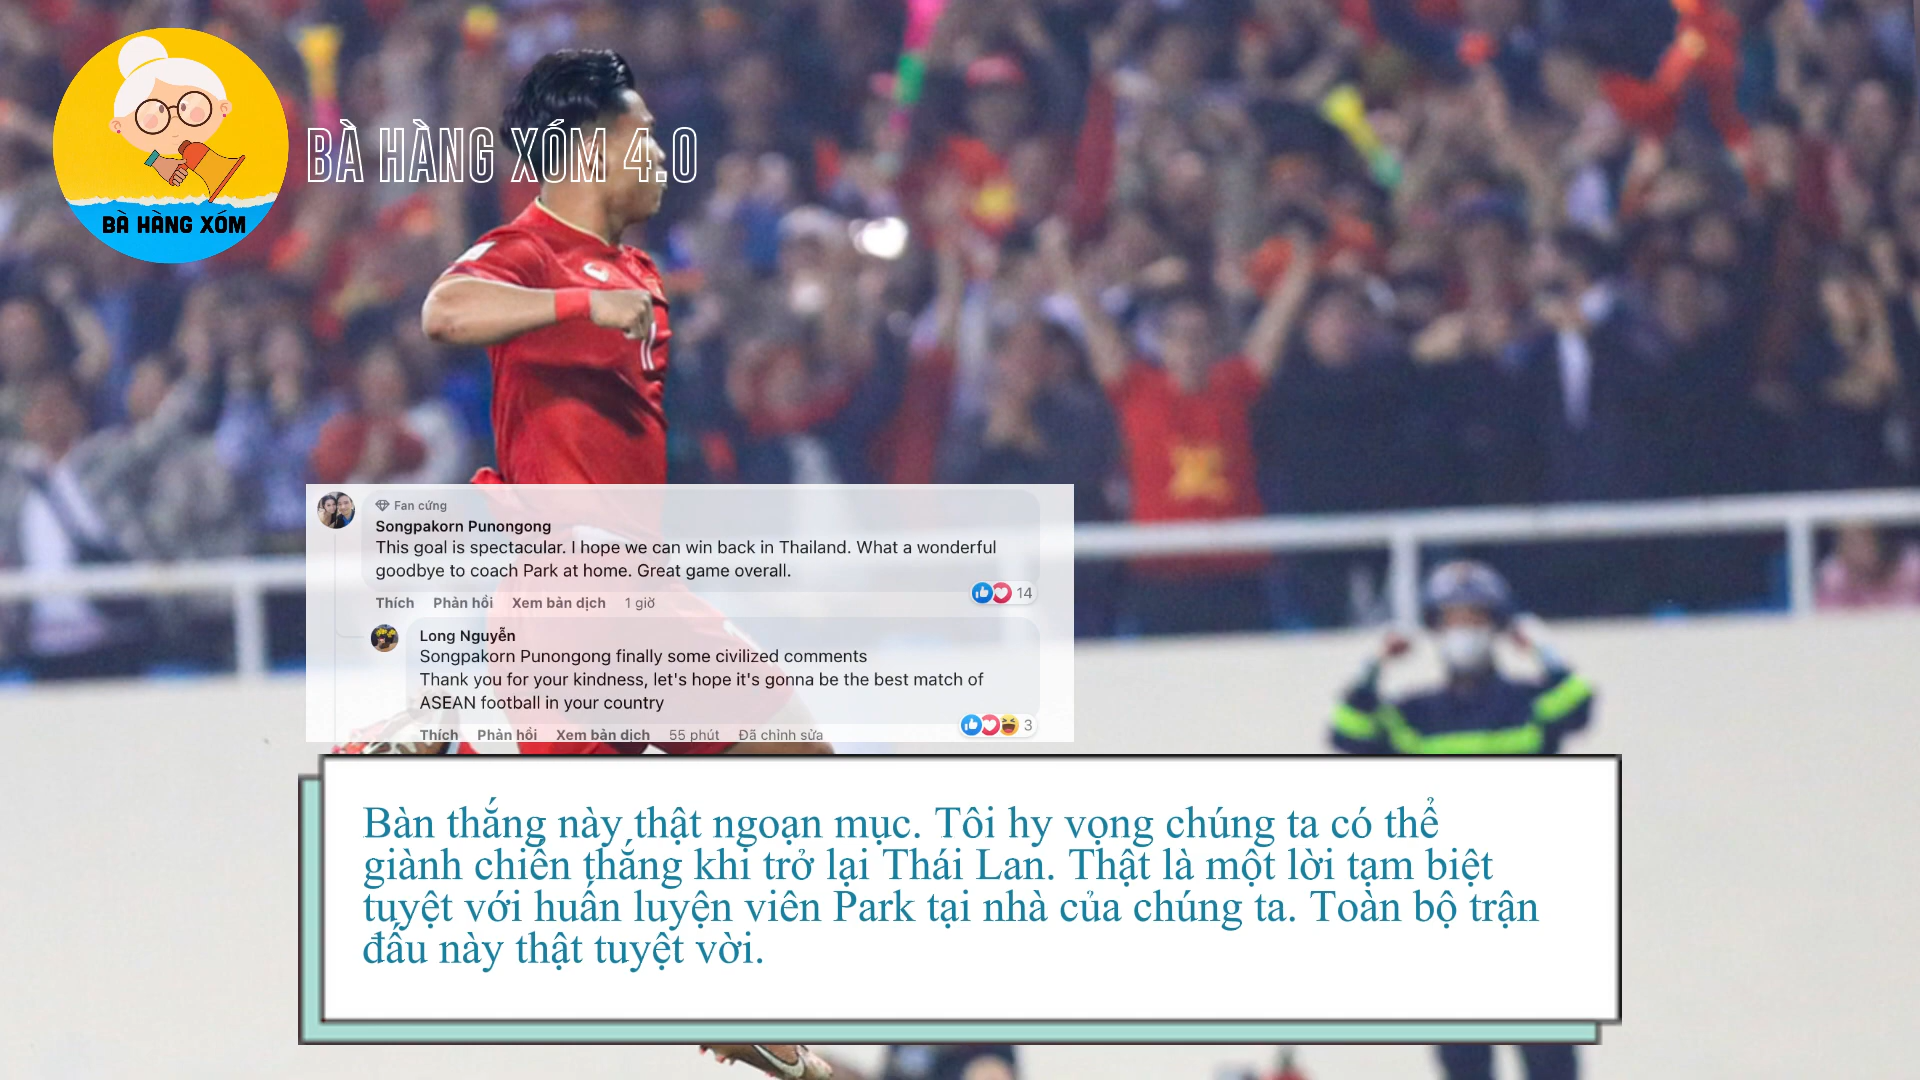 BÀ HÀNG XÓM
BÀ HÀNG XÓM 4.0
Fan cứng
Songpakorn Punongong
This goal is spectacular. I hope we can win back in Thailand. What a wonderful
goodbye to coach Park at home. Great game overall.
Thích Phản hồi Xem bản dịch 1 giờ
14
Long Nguyễn
Songpakorn Punongong finally some civilized comments
Thank you for your kindness, let's hope it's gonna be the best match of
ASEAN football in your country
Thích Phản hồi Xem bản dịch 55 phút Đã chỉnh sửa
3
Bàn thắng này thật ngoạn mục. Tôi hy vọng chúng ta có thể
giành chiến thắng khi trở lại Thái Lan. Thật là một lời tạm biệt
tuyệt với huấn luyện viên Park tại nhà của chúng ta. Toàn bộ trận
đấu này thật tuyệt vời.